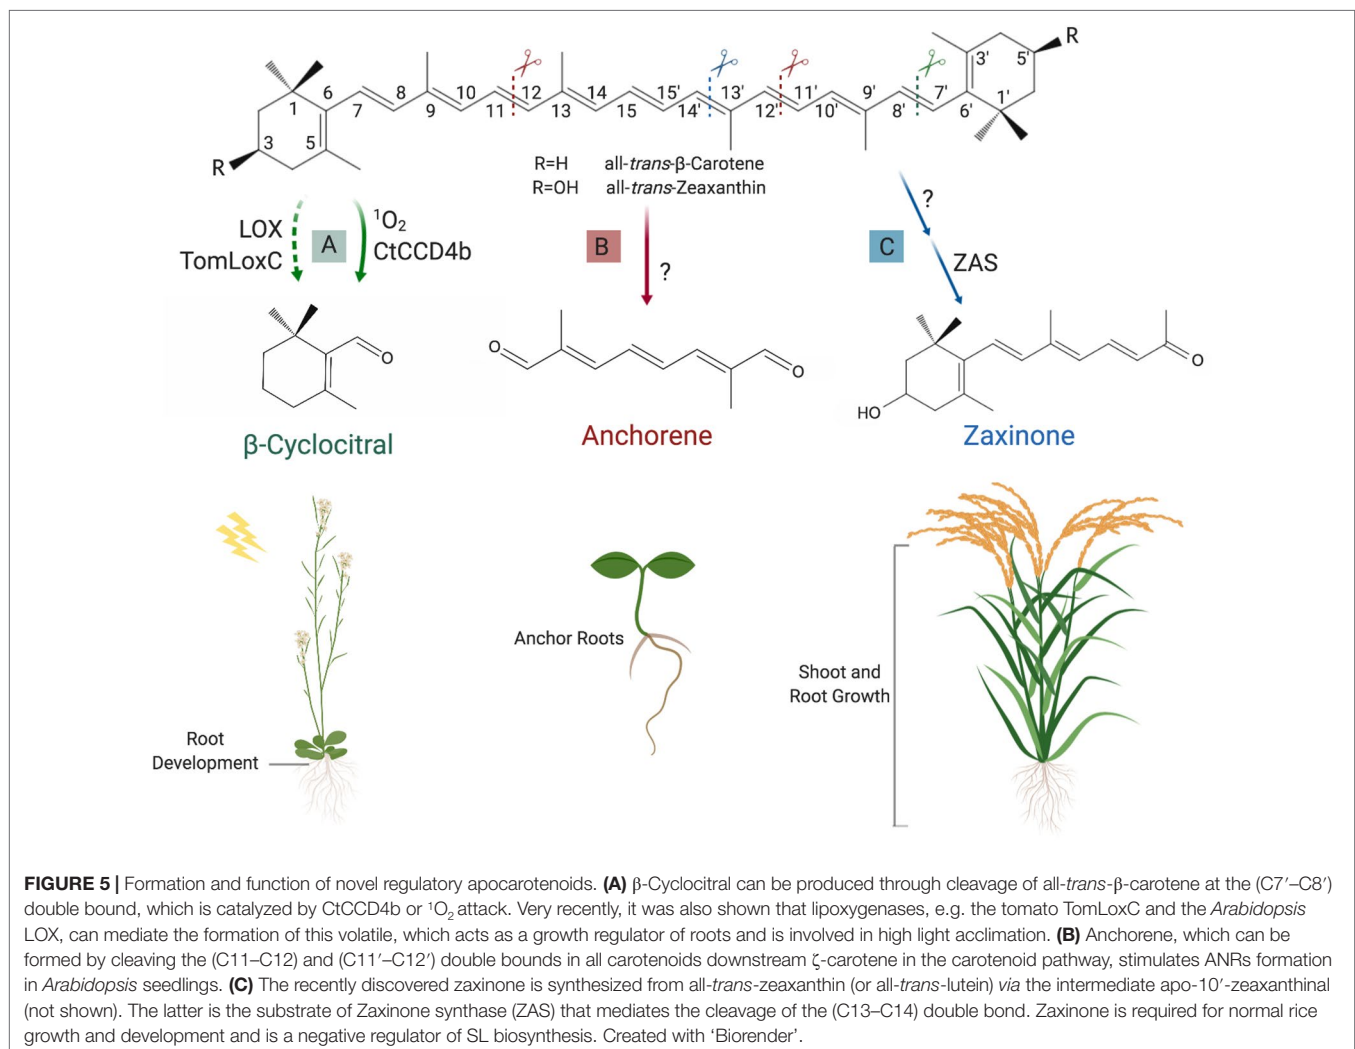 R
3'
5'
6
8
10
12
14
15'
13'
11'
9'
7'
1
7
9
11
13
15
14'
12'
10'
8'
6'
1'
3
5
R
R=H all-trans-β-Carotene
R=OH all-trans-Zeaxanthin
LOX
TomLoxC
A
¹O₂
CtCCD4b
B
?
C
?
ZAS
O
O
O
O
HO
β-Cyclocitral
Anchorene
Zaxinone
Anchor Roots
Shoot and
Root Growth
Root
Development
FIGURE 5 | Formation and function of novel regulatory apocarotenoids. (A) β-Cyclocitral can be produced through cleavage of all-trans-β-carotene at the (C7′–C8′)
double bound, which is catalyzed by CtCCD4b or ¹O₂ attack. Very recently, it was also shown that lipoxygenases, e.g. the tomato TomLoxC and the Arabidopsis
LOX, can mediate the formation of this volatile, which acts as a growth regulator of roots and is involved in high light acclimation. (B) Anchorene, which can be
formed by cleaving the (C11–C12) and (C11′–C12′) double bounds in all carotenoids downstream ζ-carotene in the carotenoid pathway, stimulates ANRs formation
in Arabidopsis seedlings. (C) The recently discovered zaxinone is synthesized from all-trans-zeaxanthin (or all-trans-lutein) via the intermediate apo-10′-zeaxanthinal
(not shown). The latter is the substrate of Zaxinone synthase (ZAS) that mediates the cleavage of the (C13–C14) double bond. Zaxinone is required for normal rice
growth and development and is a negative regulator of SL biosynthesis. Created with ‘Biorender’.